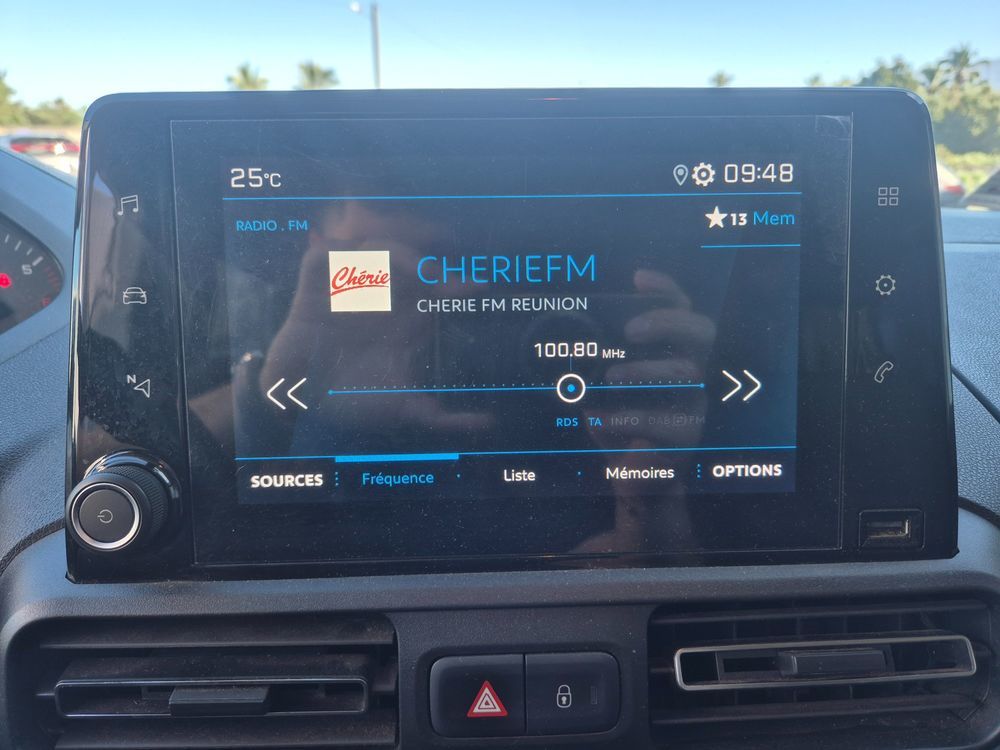 25°C
09:48
RADIO . FM
13 Mem
Chérie
CHERIEFM
CHERIE FM REUNION
100.80 MHz
N
RDS TA INFO DAB FM
SOURCES Fréquence Liste Mémoires OPTIONS
5